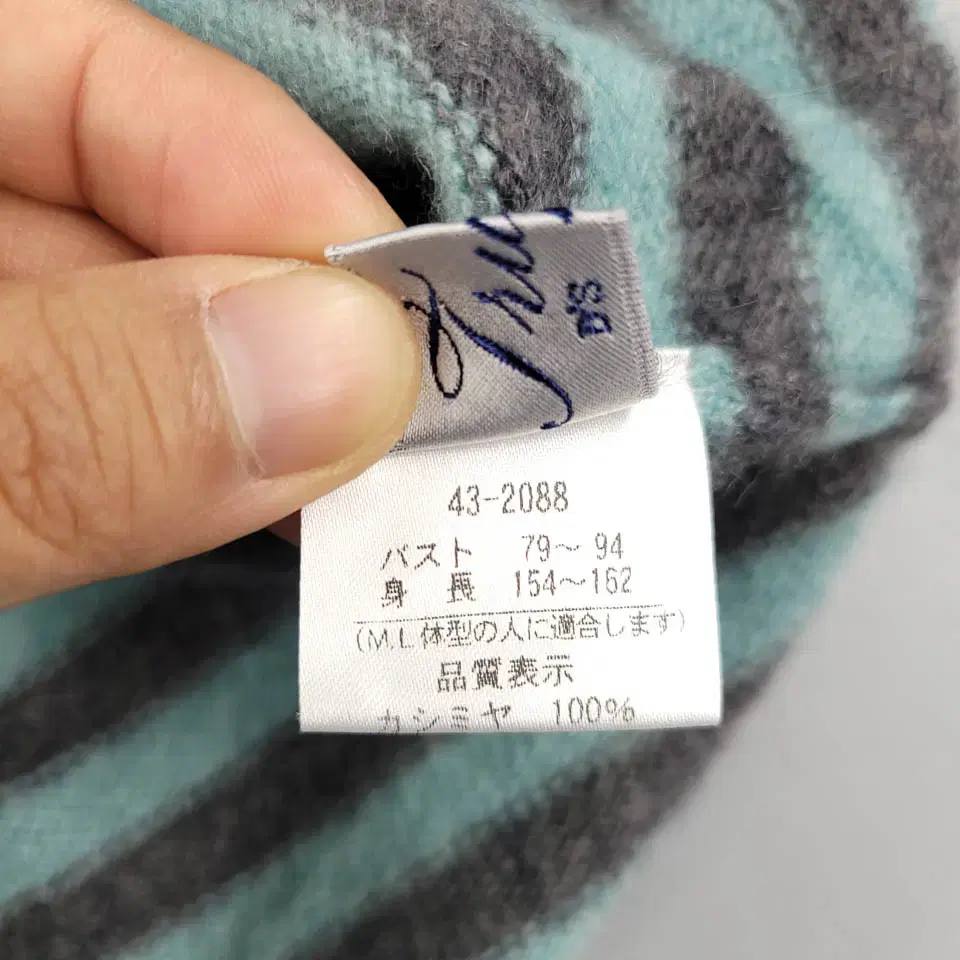 D'S
43-2088
バスト 79～94
身 長 154～162
(M.L体型の人に適合します)
品質表示
カシミヤ 100%